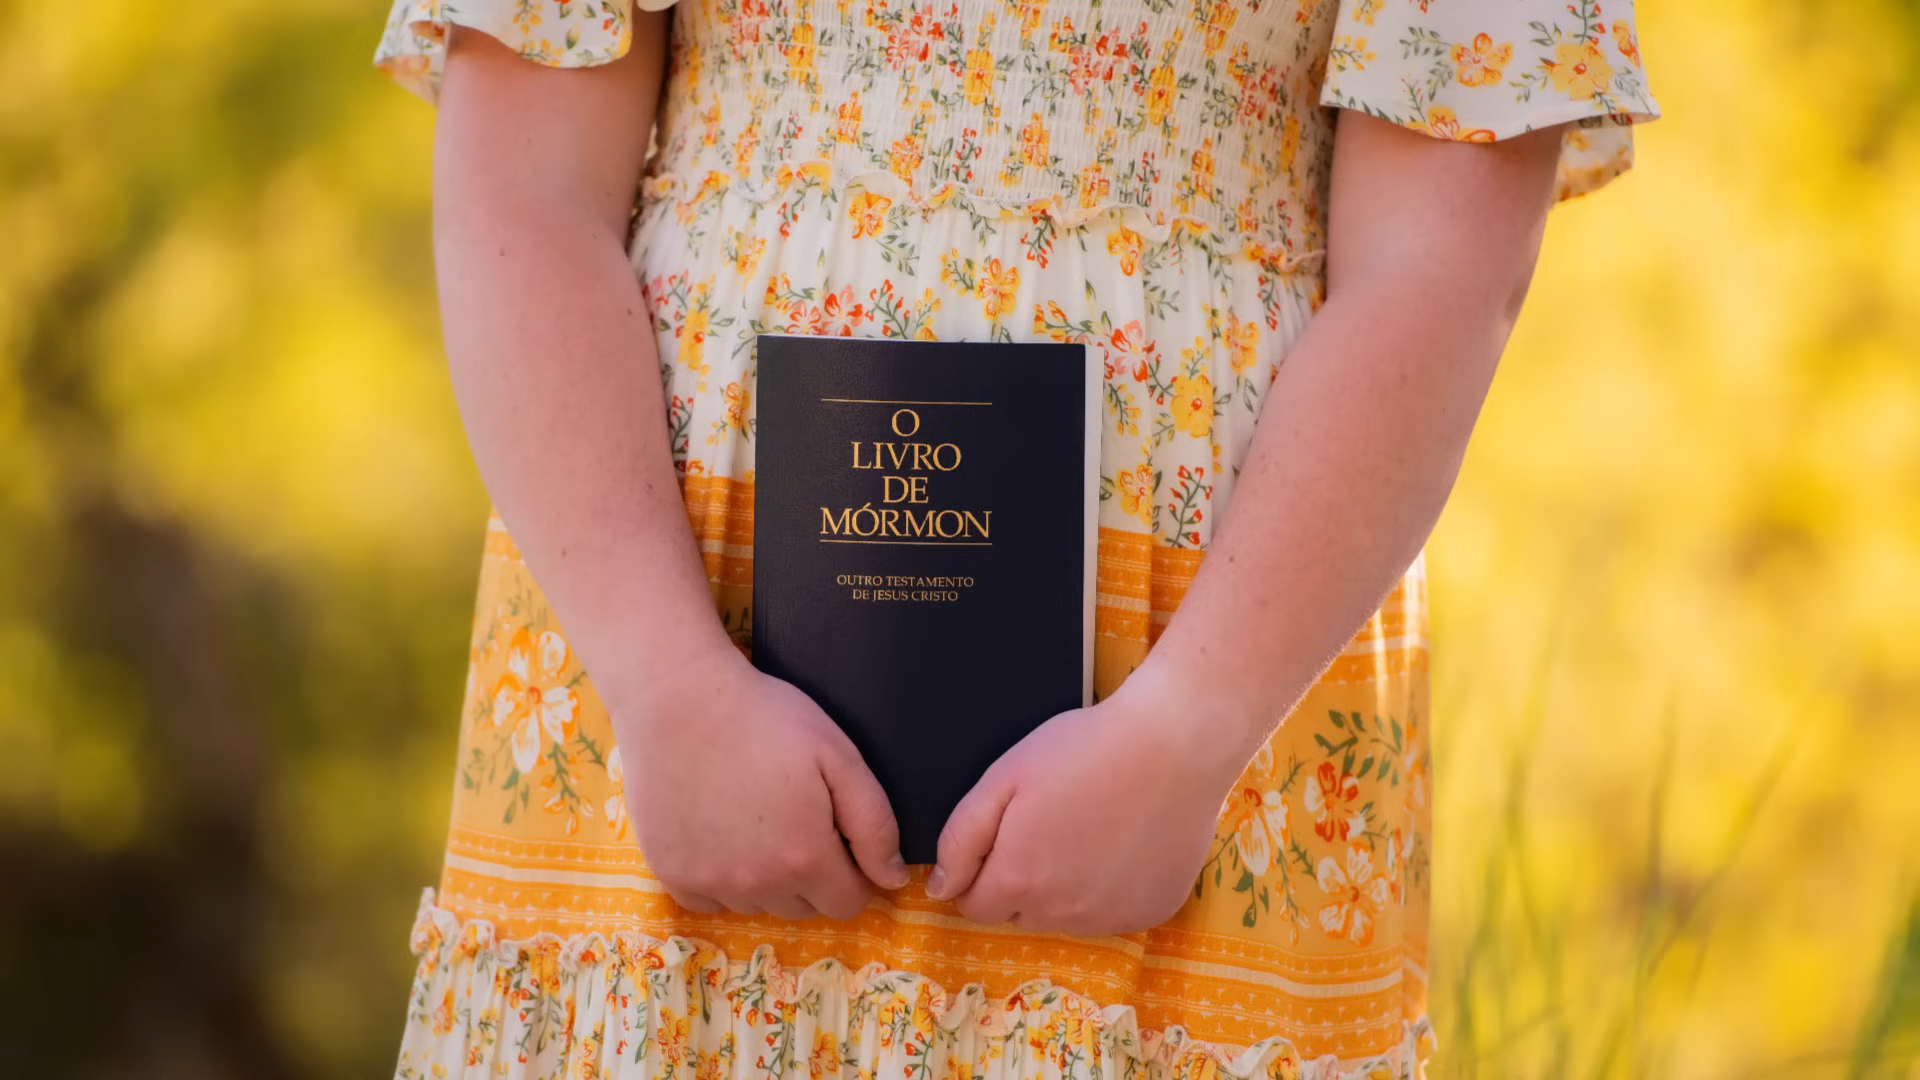 O
LIVRO
DE
MÓRMON
OUTRO TESTAMENTO
DE JESUS CRISTO